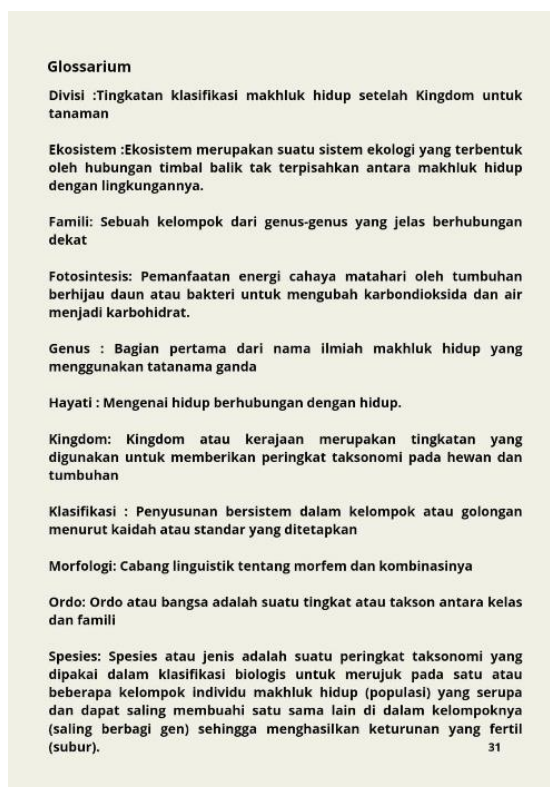 Glossarium
Divisi :Tingkatan klasifikasi makhluk hidup setelah Kingdom untuk
tanaman
Ekosistem :Ekosistem merupakan suatu sistem ekologi yang terbentuk
oleh hubungan timbal balik tak terpisahkan antara makhluk hidup
dengan lingkungannya.
Famili: Sebuah kelompok dari genus-genus yang jelas berhubungan
dekat
Fotosintesis: Pemanfaatan energi cahaya matahari oleh tumbuhan
berhijau daun atau bakteri untuk mengubah karbondioksida dan air
menjadi karbohidrat.
Genus : Bagian pertama dari nama ilmiah makhluk hidup yang
menggunakan tatanama ganda
Hayati : Mengenai hidup berhubungan dengan hidup.
Kingdom: Kingdom atau kerajaan merupakan tingkatan yang
digunakan untuk memberikan peringkat taksonomi pada hewan dan
tumbuhan
Klasifikasi : Penyusunan bersistem dalam kelompok atau golongan
menurut kaidah atau standar yang ditetapkan
Morfologi: Cabang linguistik tentang morfem dan kombinasinya
Ordo: Ordo atau bangsa adalah suatu tingkat atau takson antara kelas
dan famili
Spesies: Spesies atau jenis adalah suatu peringkat taksonomi yang
dipakai dalam klasifikasi biologis untuk merujuk pada satu atau
beberapa kelompok individu makhluk hidup (populasi) yang serupa
dan dapat saling membuahi satu sama lain di dalam kelompoknya
(saling berbagi gen) sehingga menghasilkan keturunan yang fertil
(subur).
31